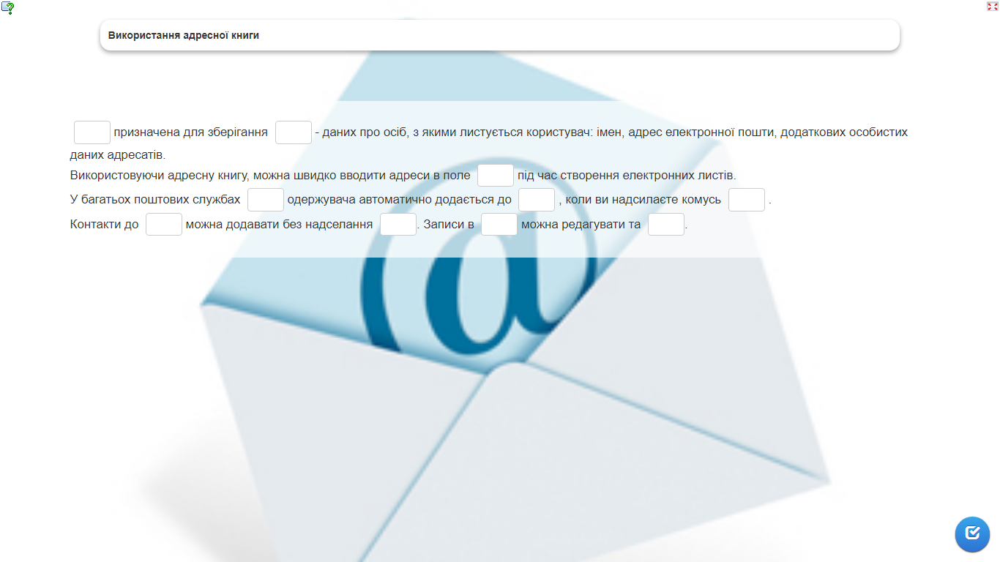 Використання адресної книги
призначена для зберігання - даних про осіб, з якими листується користувач: імен, адрес електронної пошти, додаткових особистих
даних адресатів.
Використовуючи адресну книгу, можна швидко вводити адреси в поле під час створення електронних листів.
У багатьох поштових службах одержувача автоматично додається до , коли ви надсилаєте комусь .
Контакти до можна додавати без надселання . Записи в можна редагувати та .